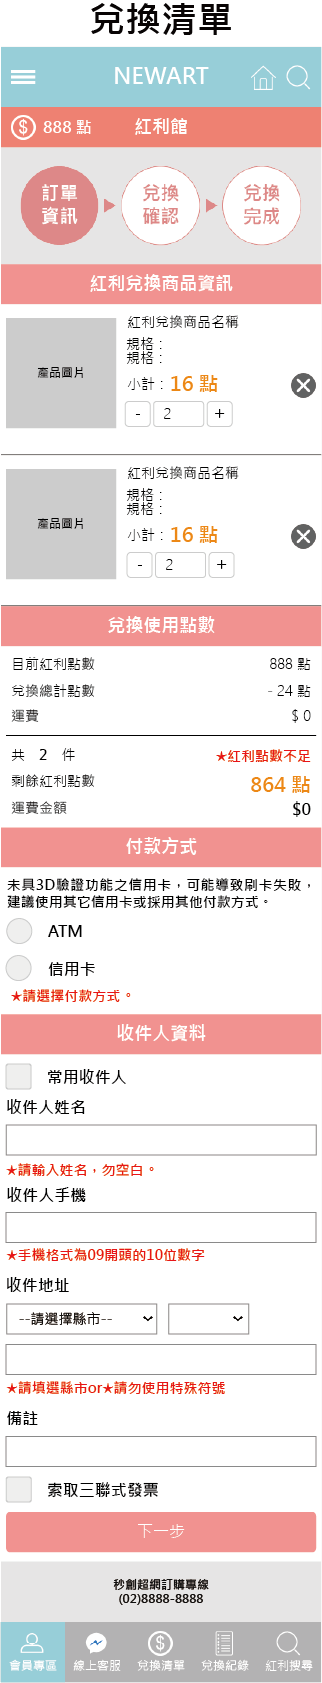 兌換清單
NEWART
$ 888 點 紅利館
訂單
資訊
兌換
確認
兌換
完成
紅利兌換商品資訊
產品圖片
紅利兌換商品名稱
規格：
規格：
小計：16 點
- 2 +
產品圖片
紅利兌換商品名稱
規格：
規格：
小計：16 點
- 2 +
兌換使用點數
目前紅利點數 888 點
兌換總計點數 - 24 點
運費 $ 0
共 2 件 ★紅利點數不足
剩餘紅利點數 864 點
運費金額 $0
付款方式
未具3D驗證功能之信用卡，可能導致刷卡失敗，
建議使用其它信用卡或採用其他付款方式。
ATM
信用卡
★請選擇付款方式。
收件人資料
常用收件人
收件人姓名
★請輸入姓名，勿空白。
收件人手機
★手機格式為09開頭的10位數字
收件地址
--請選擇縣市--
★請填選縣市or★請勿使用特殊符號
備註
索取三聯式發票
下一步
秒創超網訂購專線
(02)8888-8888
會員專區 線上客服 兌換清單 兌換紀錄 紅利搜尋